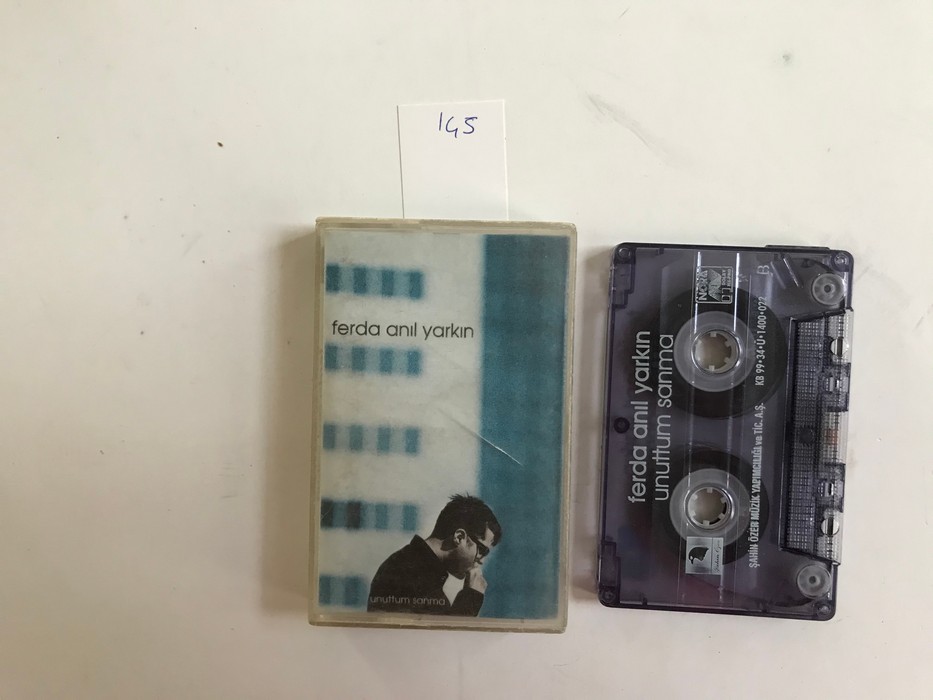 145
ferda anıl yarkın
unuttum sanma
ferda anıl yarkın
unuttum sanma
B
ŞAHİN ÖZER MÜZİK YAPIMCILIĞI ve TİC. A.Ş. KB 99•34•Ü•1400•022